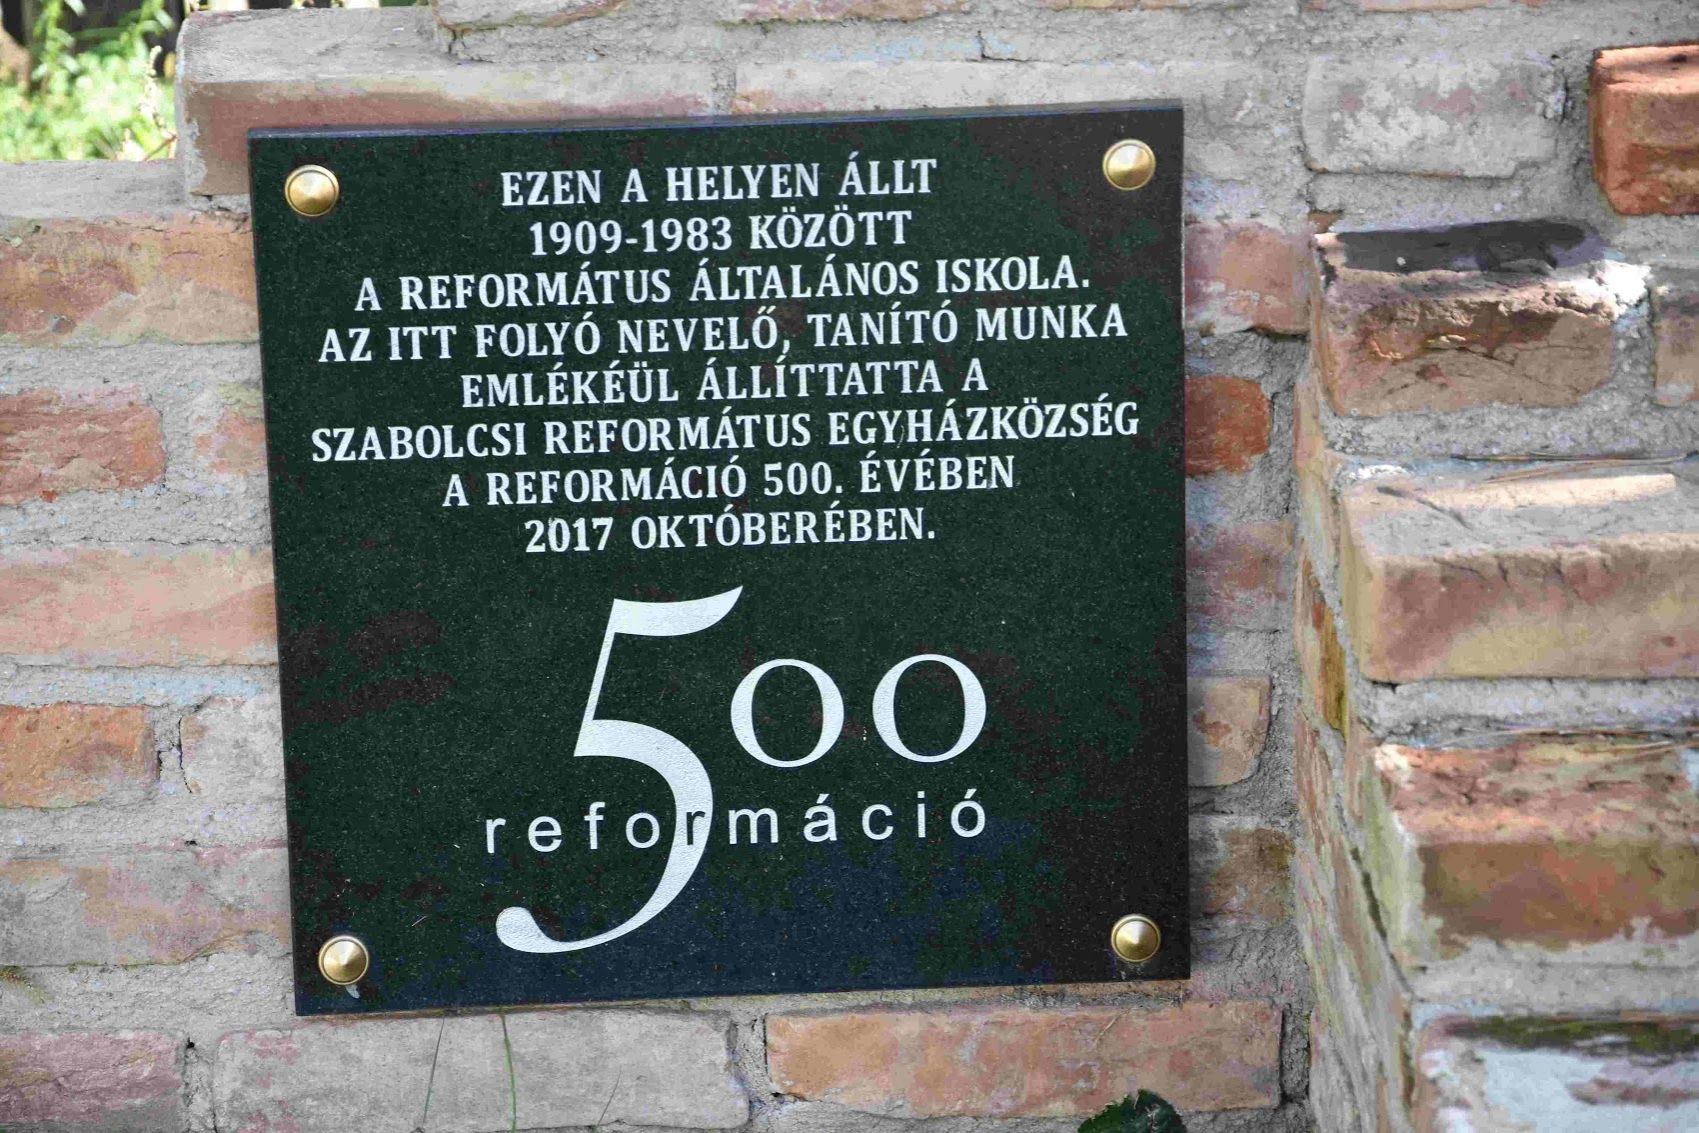 EZEN A HELYEN ÁLLT
1909-1983 KÖZÖTT
A REFORMÁTUS ÁLTALÁNOS ISKOLA.
AZ ITT FOLYÓ NEVELŐ, TANÍTÓ MUNKA
EMLÉKÉÜL ÁLLÍTTATTA A
SZABOLCSI REFORMÁTUS EGYHÁZKÖZSÉG
A REFORMÁCIÓ 500. ÉVÉBEN
2017 OKTÓBERÉBEN.
500
reformáció